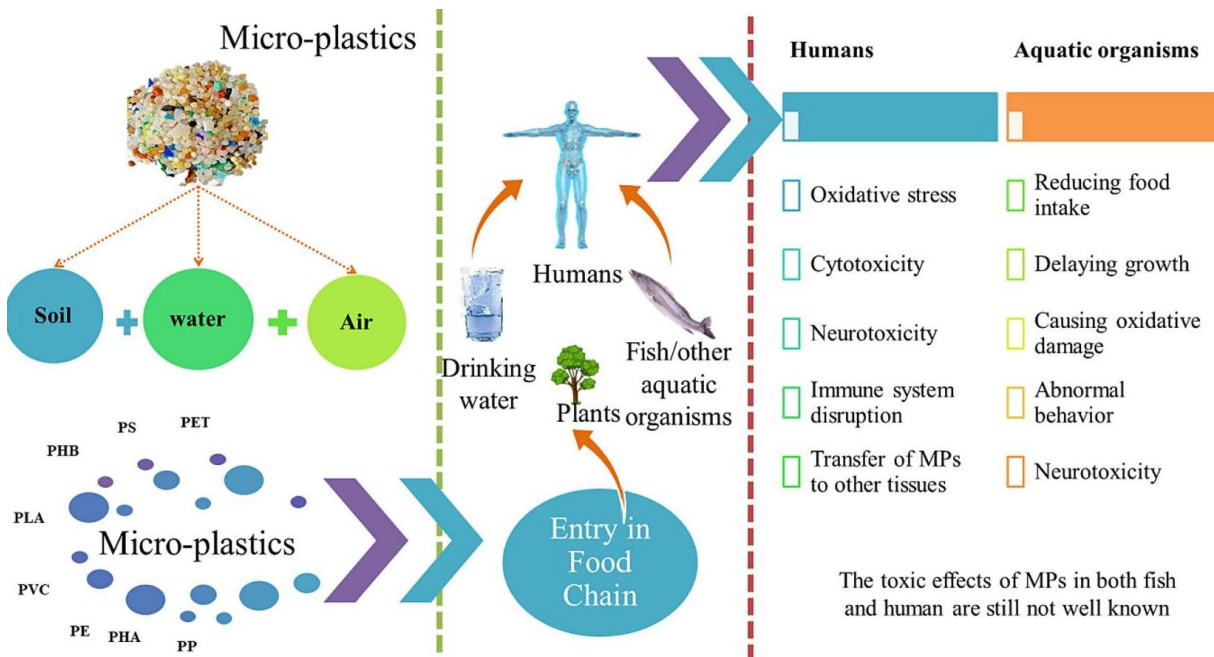 Micro-plastics
Soil
water
Air
PS
PET
PHB
PLA
Micro-plastics
PVC
PE
PHA
PP
Humans
Drinking
water
Plants
Fish/other
aquatic
organisms
Entry in
Food
Chain
Humans
Aquatic organisms
Oxidative stress
Cytotoxicity
Neurotoxicity
Immune system
disruption
Transfer of MPs
to other tissues
Reducing food
intake
Delaying growth
Causing oxidative
damage
Abnormal
behavior
Neurotoxicity
The toxic effects of MPs in both fish
and human are still not well known